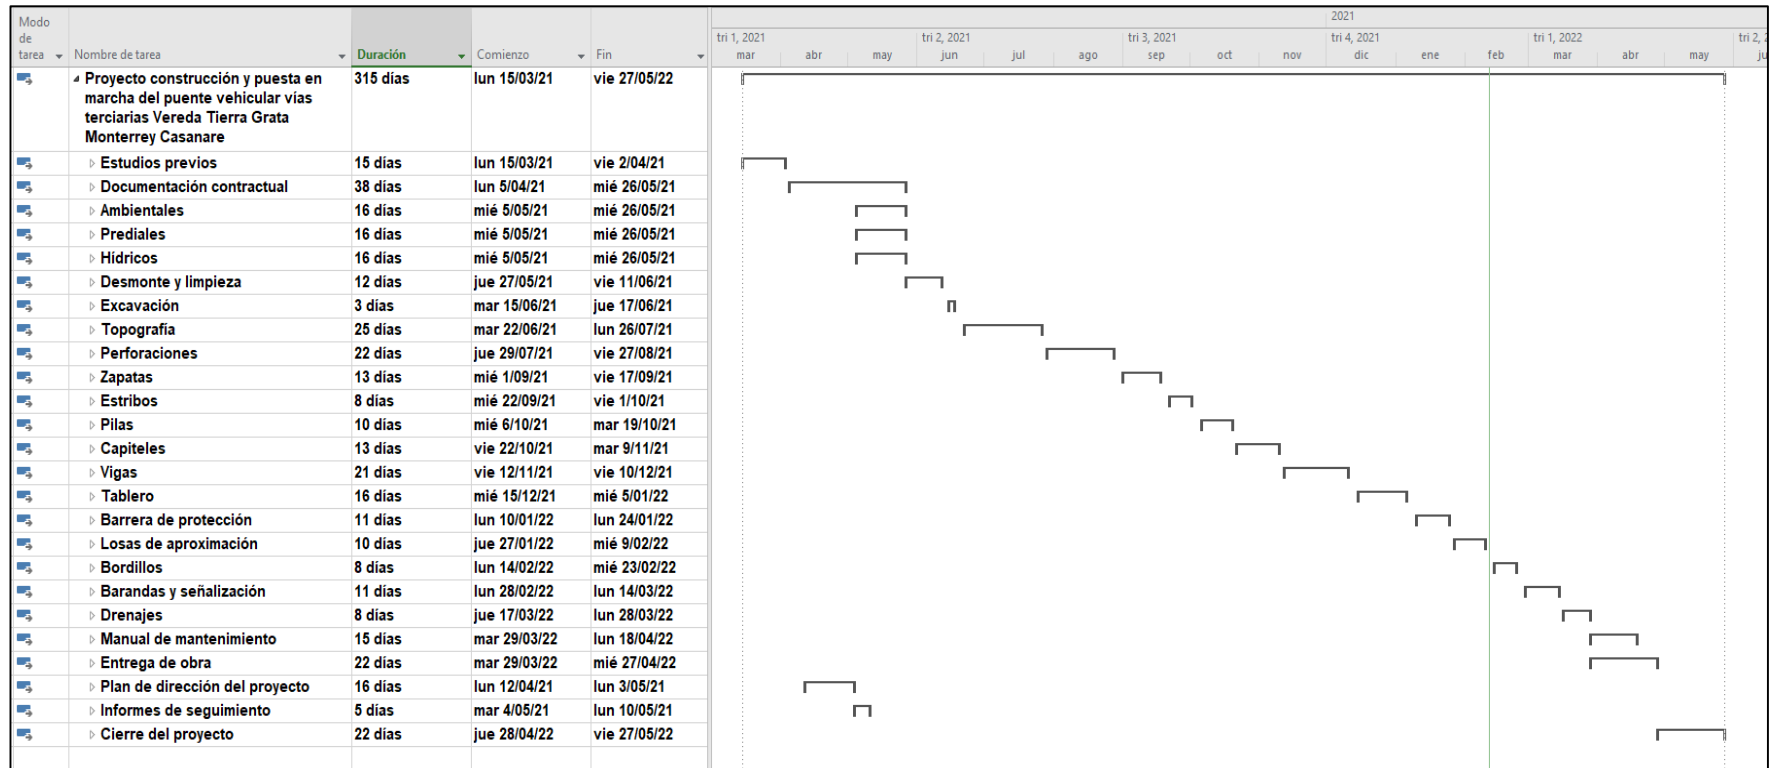 2021
Modo
de
tarea Nombre de tarea Duración Comienzo Fin
tri 1, 2021 tri 2, 2021 tri 3, 2021 tri 4, 2021 tri 1, 2022 tri 2,
mar abr may jun jul ago sep oct nov dic ene feb mar abr may
Proyecto construcción y puesta en 315 días lun 15/03/21 vie 27/05/22
marcha del puente vehicular vías
terciarias Vereda Tierra Grata
Monterrey Casanare
Estudios previos 15 días lun 15/03/21 vie 2/04/21
Documentación contractual 38 días lun 5/04/21 mié 26/05/21
Ambientales 16 días mié 5/05/21 mié 26/05/21
Prediales 16 días mié 5/05/21 mié 26/05/21
Hídricos 16 días mié 5/05/21 mié 26/05/21
Desmonte y limpieza 12 días jue 27/05/21 vie 11/06/21
Excavación 3 días mar 15/06/21 jue 17/06/21
Topografía 25 días mar 22/06/21 lun 26/07/21
Perforaciones 22 días jue 29/07/21 vie 27/08/21
Zapatas 13 días mié 1/09/21 vie 17/09/21
Estribos 8 días mié 22/09/21 vie 1/10/21
Pilas 10 días mié 6/10/21 mar 19/10/21
Capiteles 13 días vie 22/10/21 mar 9/11/21
Vigas 21 días vie 12/11/21 vie 10/12/21
Tablero 16 días mié 15/12/21 mié 5/01/22
Barrera de protección 11 días lun 10/01/22 lun 24/01/22
Losas de aproximación 10 días jue 27/01/22 mié 9/02/22
Bordillos 8 días lun 14/02/22 mié 23/02/22
Barandas y señalización 11 días lun 28/02/22 lun 14/03/22
Drenajes 8 días jue 17/03/22 lun 28/03/22
Manual de mantenimiento 15 días mar 29/03/22 lun 18/04/22
Entrega de obra 22 días mar 29/03/22 mié 27/04/22
Plan de dirección del proyecto 16 días lun 12/04/21 lun 3/05/21
Informes de seguimiento 5 días mar 4/05/21 lun 10/05/21
Cierre del proyecto 22 días jue 28/04/22 vie 27/05/22